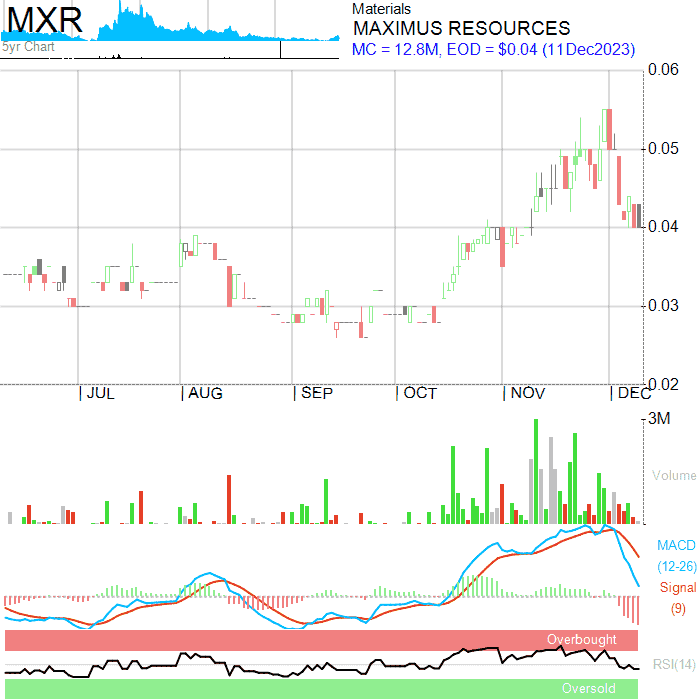 MXR
5yr Chart
Materials
MAXIMUS RESOURCES
MC = 12.8M, EOD = $0.04 (11Dec2023)
0.06
0.05
0.04
0.03
0.02
JUL
AUG
SEP
OCT
NOV
DEC
3M
Volume
MACD
(12-26)
Signal
(9)
Overbought
RSI(14)
Oversold